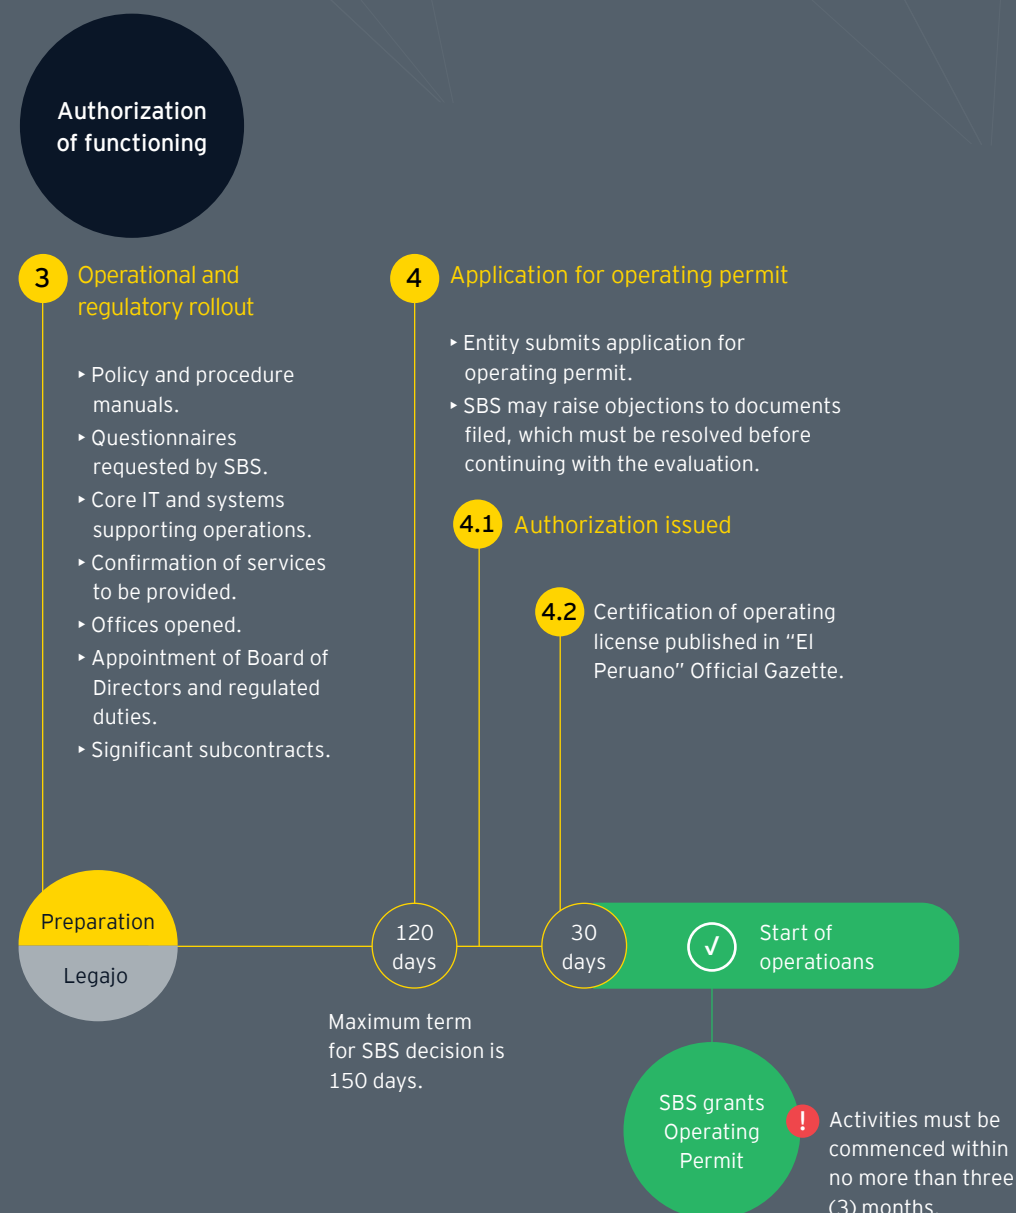 Authorization
of functioning
3
Operational and
regulatory rollout
‣ Policy and procedure
manuals.
‣ Questionnaires
requested by SBS.
‣ Core IT and systems
supporting operations.
‣ Confirmation of services
to be provided.
‣ Offices opened.
‣ Appointment of Board of
Directors and regulated
duties.
‣ Significant subcontracts.
4
Application for operating permit
‣ Entity submits application for
operating permit.
‣ SBS may raise objections to documents
filed, which must be resolved before
continuing with the evaluation.
4.1
Authorization issued
4.2
Certification of operating
license published in “El
Peruano” Official Gazette.
Preparation
Legajo
120
days
Maximum term
for SBS decision is
150 days.
30
days
√
Start of
operatioans
SBS grants
Operating
Permit
!
Activities must be
commenced within
no more than three
(3) months.